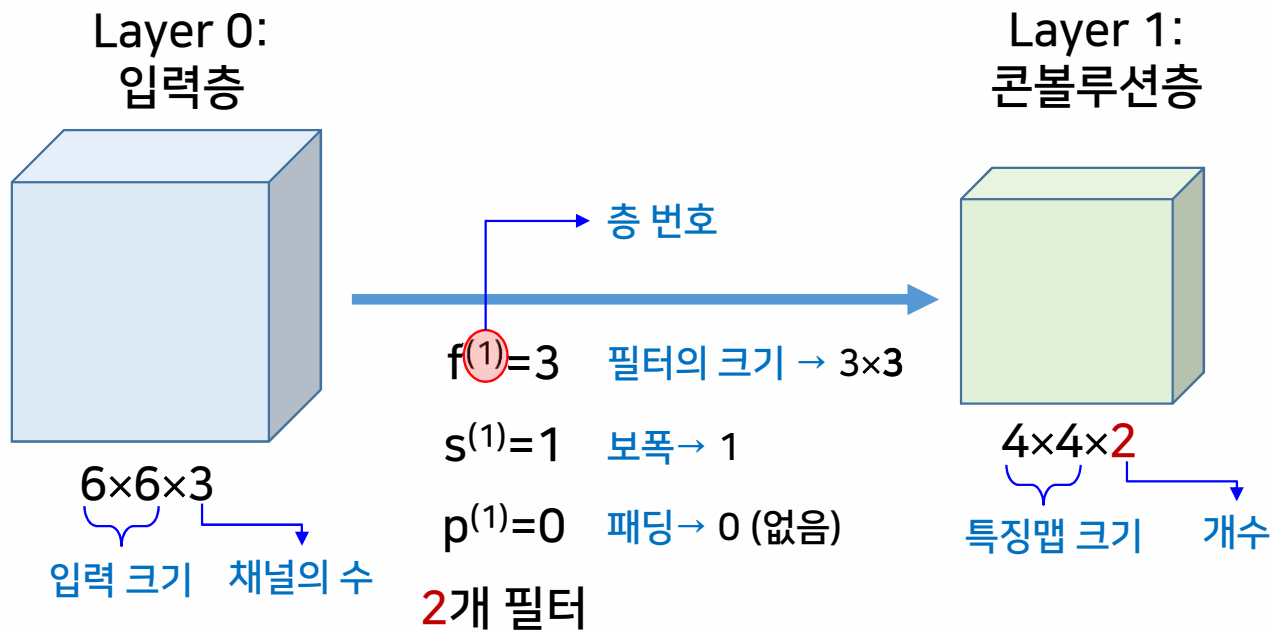 Layer 0:
입력층
6×6×3
입력 크기
채널의 수
층 번호
f(1)=3 필터의 크기 → 3×3
s(1)=1 보폭→ 1
p(1)=0 패딩→ 0 (없음)
2개 필터
Layer 1:
콘볼루션층
4×4×2
특징맵 크기
개수